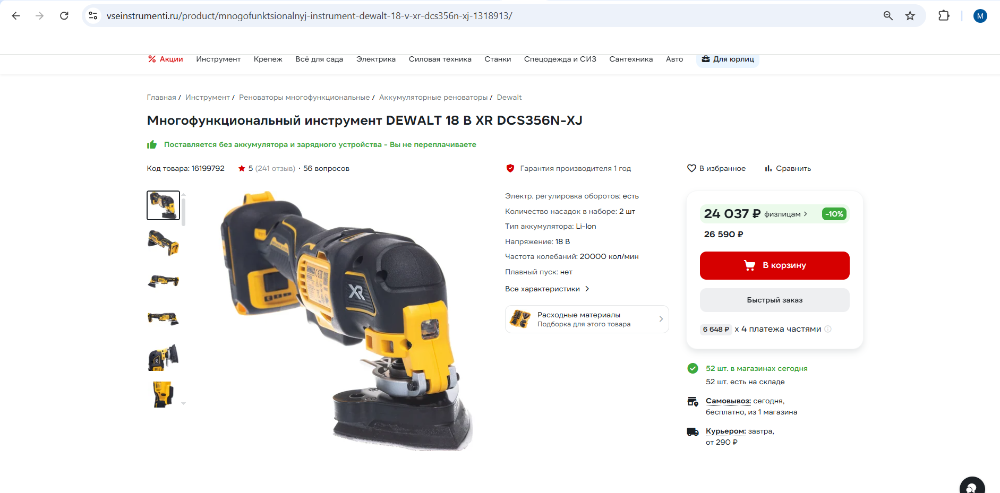 vseinstrumenti.ru/product/mnogofunktsionalnyj-instrument-dewalt-18-v-xr-dcs356n-xj-1318913/
M
% Акции Инструмент Крепеж Всё для сада Электрика Силовая техника Станки Спецодежда и СИЗ Сантехника Авто Для юрлиц
Главная / Инструмент / Реноваторы многофункциональные / Аккумуляторные реноваторы / Dewalt
Многофункциональный инструмент DEWALT 18 В XR DCS356N-XJ
Поставляется без аккумулятора и зарядного устройства - Вы не переплачиваете
Код товара: 16199792 5 (241 отзыв) · 56 вопросов
Гарантия производителя 1 год
В избранное Сравнить
XR
Электр. регулировка оборотов: есть
Количество насадок в наборе: 2 шт
Тип аккумулятора: Li-Ion
Напряжение: 18 В
Частота колебаний: 20000 кол/мин
Плавный пуск: нет
Все характеристики
Расходные материалы
Подборка для этого товара
24 037 ₽ физлицам -10%
26 590 ₽
В корзину
Быстрый заказ
6 648 ₽ х 4 платежа частями
52 шт. в магазинах сегодня
52 шт. есть на складе
Самовывоз: сегодня,
бесплатно, из 1 магазина
Курьером: завтра,
от 290 ₽